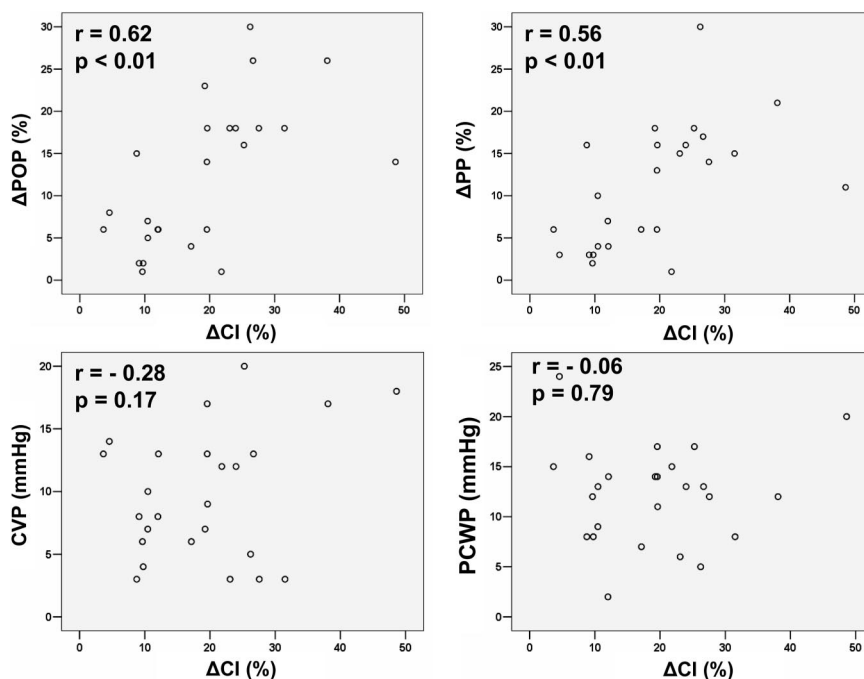 r = 0.62
p < 0.01
ΔPOP (%)
30
25
20
15
10
5
0
0 10 20 30 40 50
ΔCI (%)
r = 0.56
p < 0.01
ΔPP (%)
30
25
20
15
10
5
0
0 10 20 30 40 50
ΔCI (%)
r = - 0.28
p = 0.17
CVP (mmHg)
20
15
10
5
0
0 10 20 30 40 50
ΔCI (%)
r = - 0.06
p = 0.79
PCWP (mmHg)
25
20
15
10
5
0
0 10 20 30 40 50
ΔCI (%)